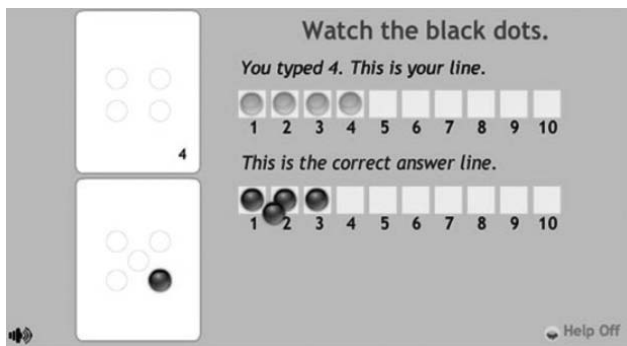 Watch the black dots.
You typed 4. This is your line.
1 2 3 4 5 6 7 8 9 10
4
This is the correct answer line.
1 2 3 4 5 6 7 8 9 10
Help Off